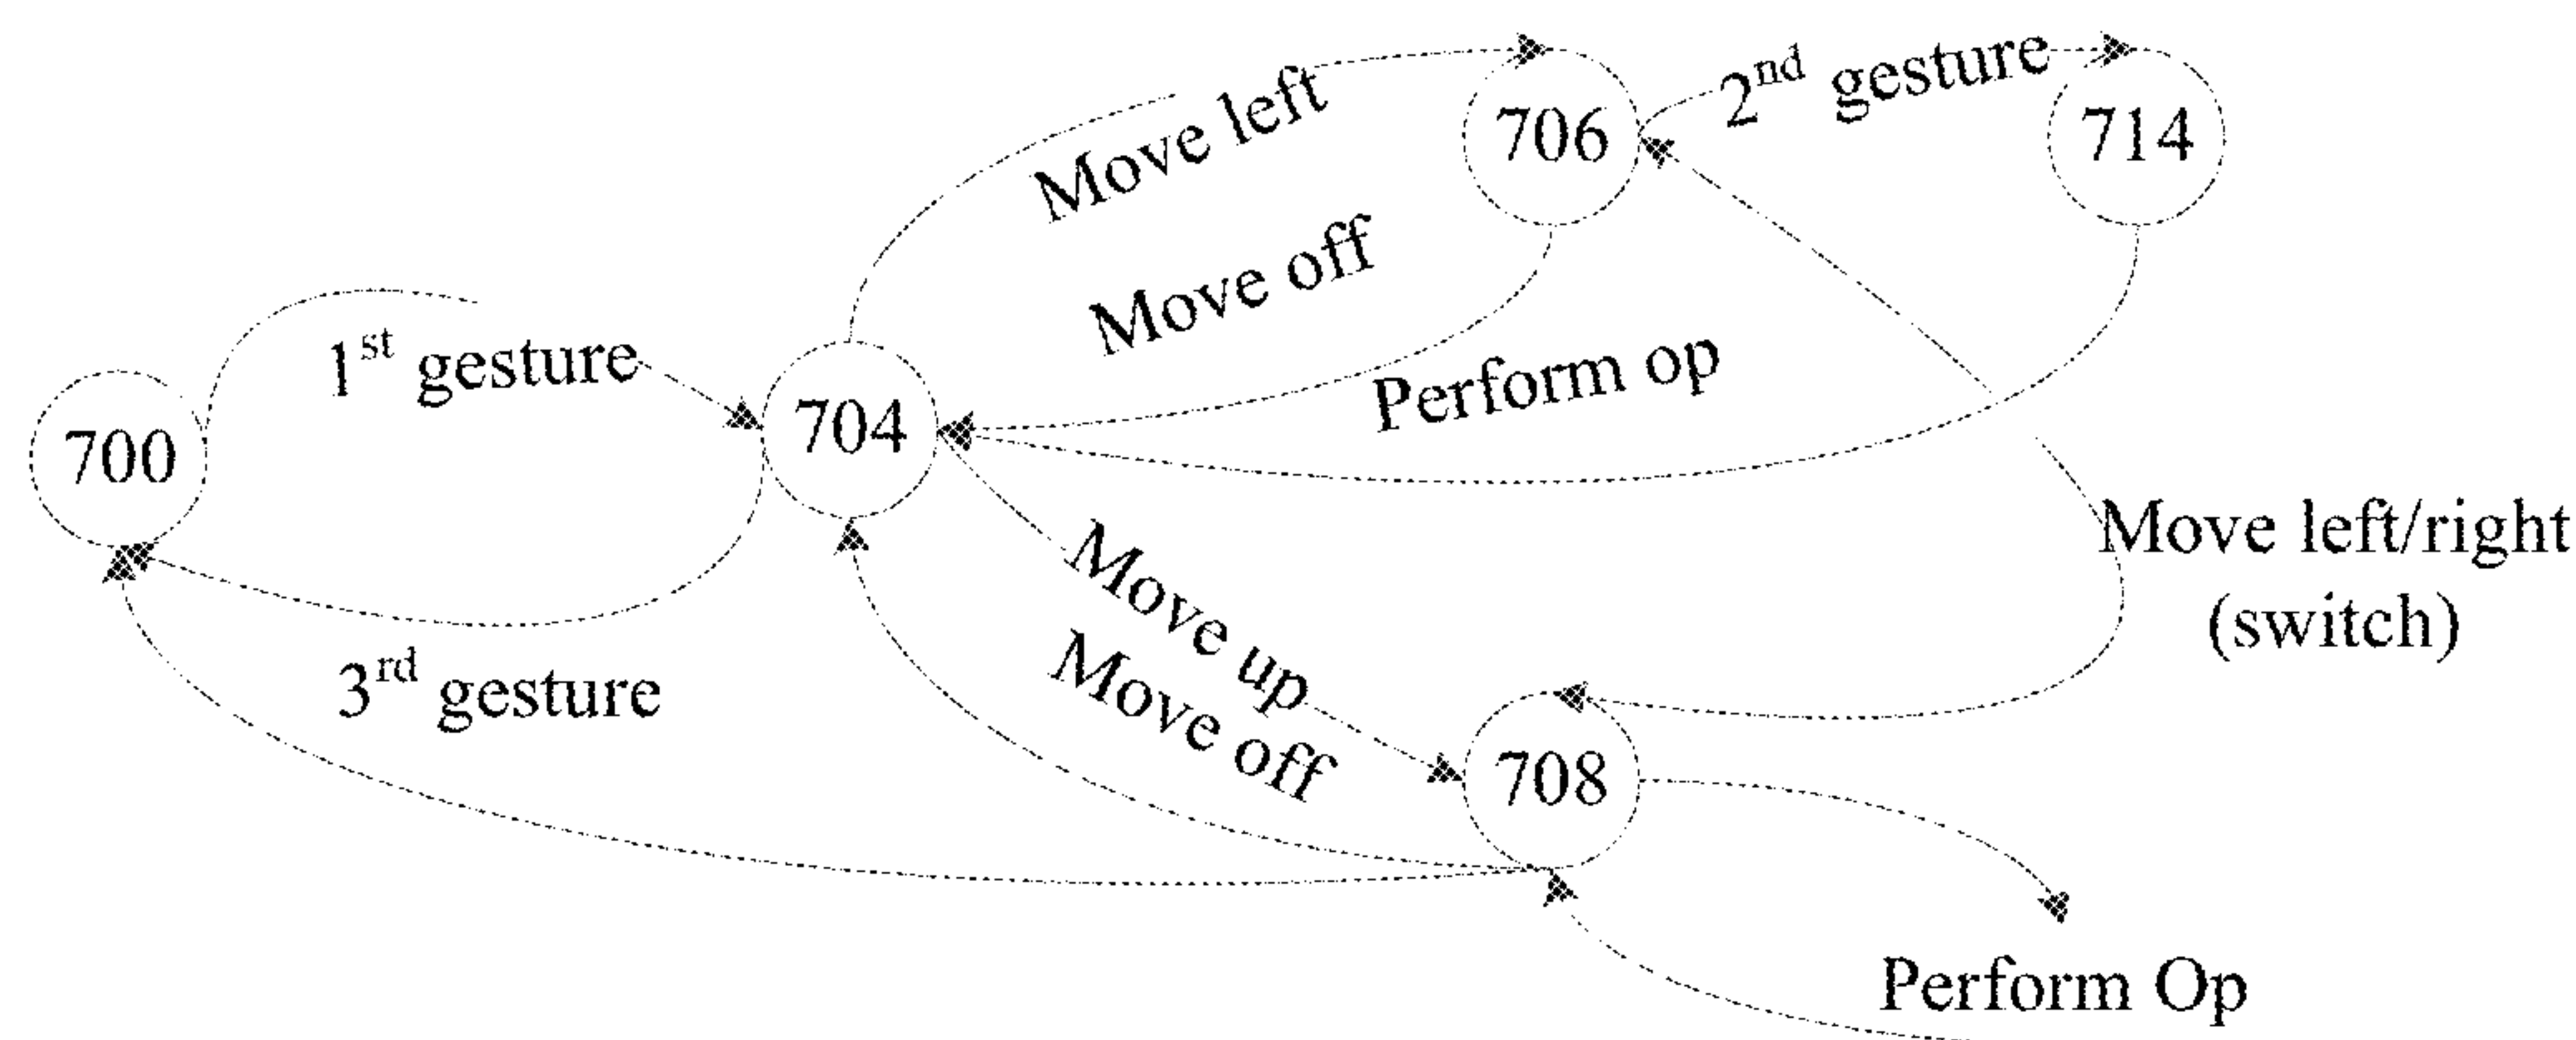 Move left
706
2nd gesture
714
Move off
1st gesture
Perform op
704
700
Move left/right
(switch)
Move up
Move off
3rd gesture
708
Perform Op